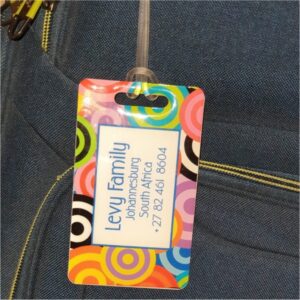 Levy Family
Johannesburg
South Africa
+27 82 461 8604